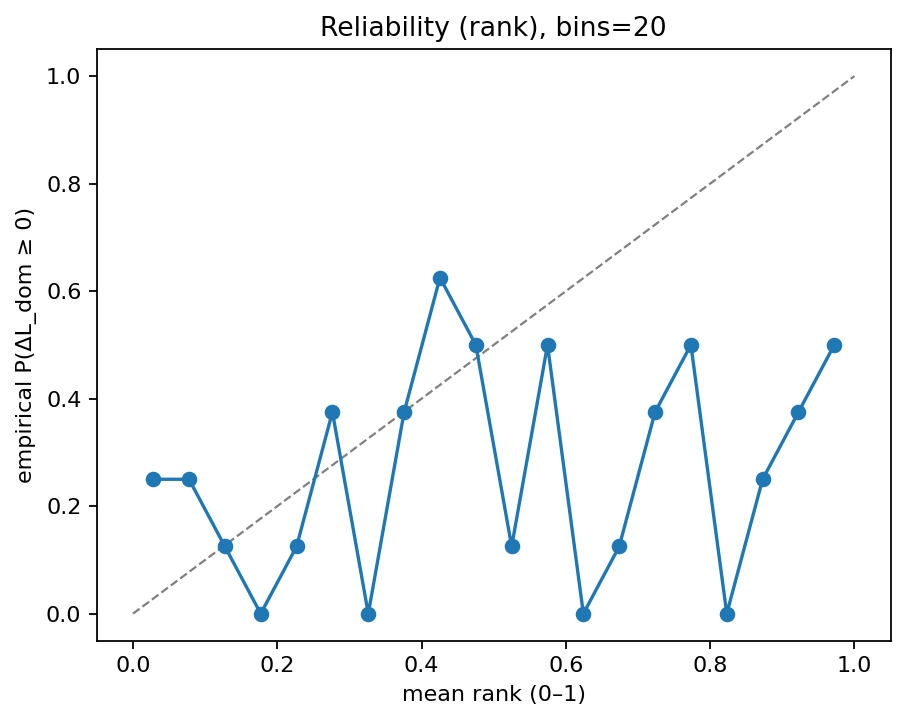 Reliability (rank), bins=20
empirical P(ΔL_dom ≥ 0)
1.0
0.8
0.6
0.4
0.2
0.0
0.0 0.2 0.4 0.6 0.8 1.0
mean rank (0–1)